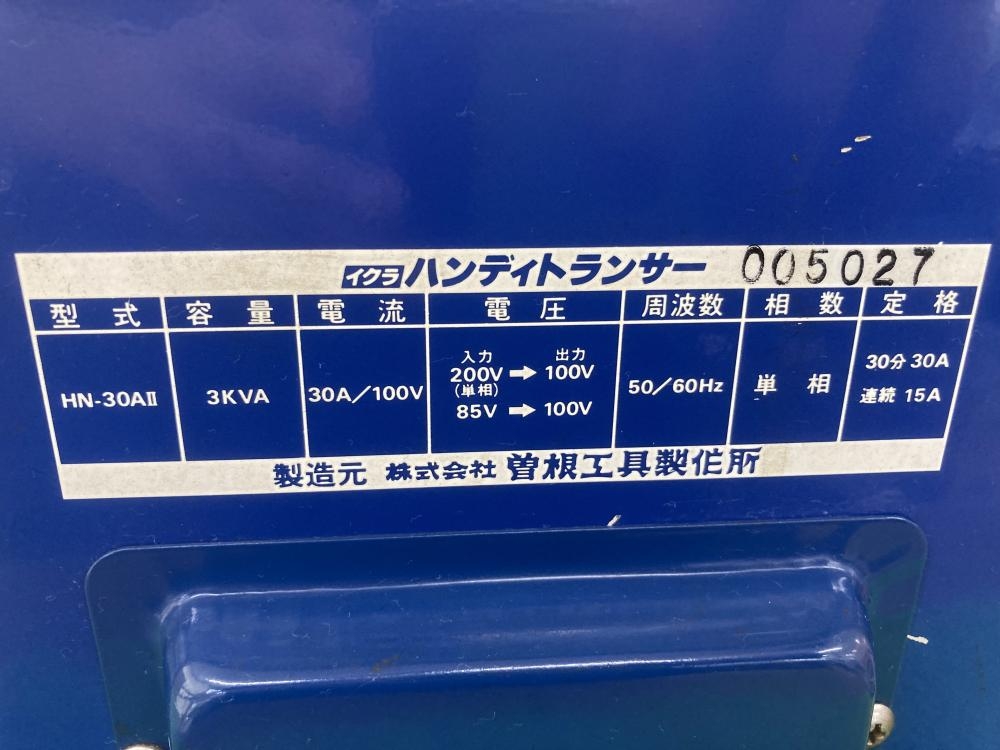 イクラ ハンディトランサー 005027
型式 容量 電流 電圧 周波数 相数 定格
HN-30AⅡ 3KVA 30A/100V 入力 出力 50/60Hz 単相 30分 30A
200V→100V
(単相)
85V→100V
連続 15A
製造元 株式会社 曽根工具製作所